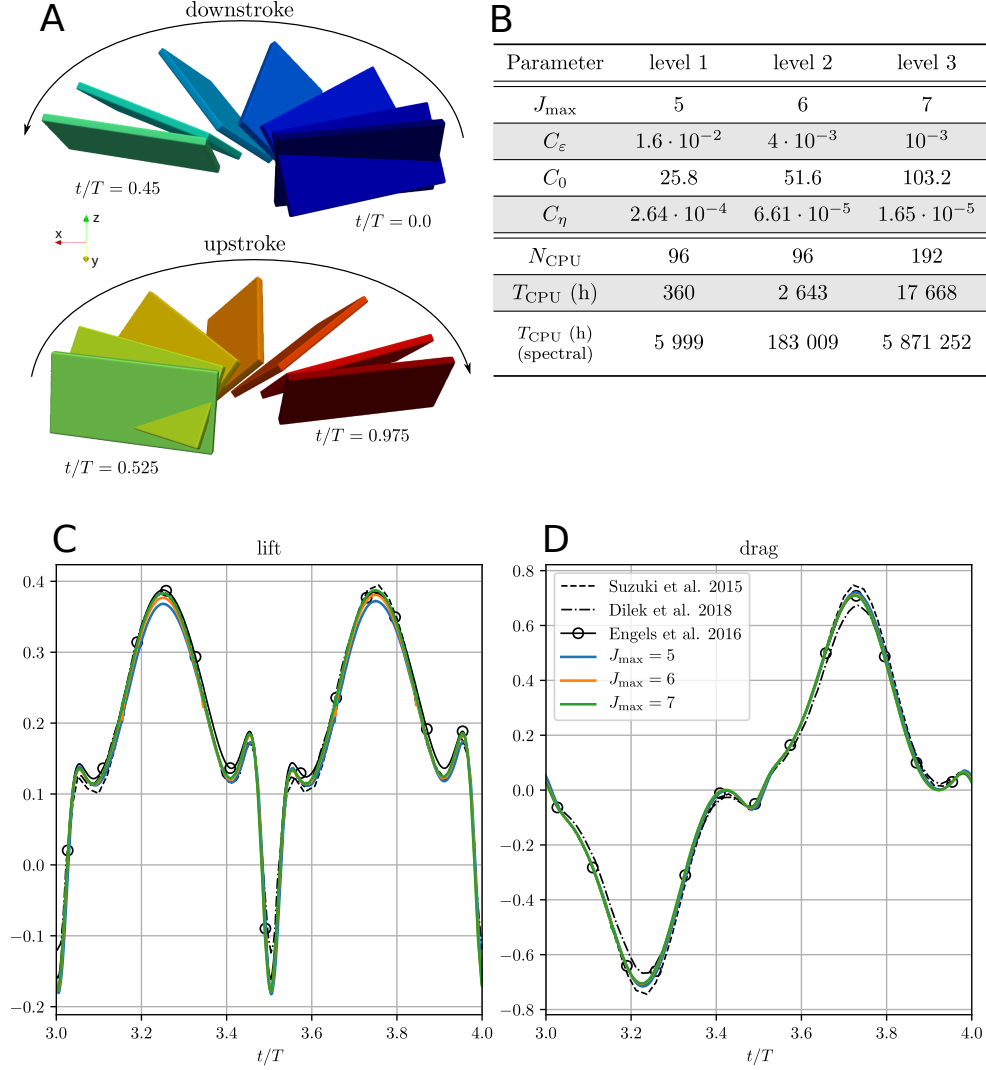 A
downstroke
t/T = 0.45
t/T = 0.0
z
x
y
upstroke
t/T = 0.975
t/T = 0.525
B
Parameter level 1 level 2 level 3
J_max 5 6 7
C_ε 1.6 · 10^−2 4 · 10^−3 10^−3
C_0 25.8 51.6 103.2
C_η 2.64 · 10^−4 6.61 · 10^−5 1.65 · 10^−5
N_CPU 96 96 192
T_CPU (h) 360 2 643 17 668
T_CPU (h) (spectral) 5 999 183 009 5 871 252
C
lift
0.4
0.3
0.2
0.1
0.0
−0.1
−0.2
3.0 3.2 3.4 3.6 3.8 4.0
t/T
D
drag
Suzuki et al. 2015
Dilek et al. 2018
Engels et al. 2016
J_max = 5
J_max = 6
J_max = 7
0.8
0.6
0.4
0.2
0.0
−0.2
−0.4
−0.6
−0.8
3.0 3.2 3.4 3.6 3.8 4.0
t/T